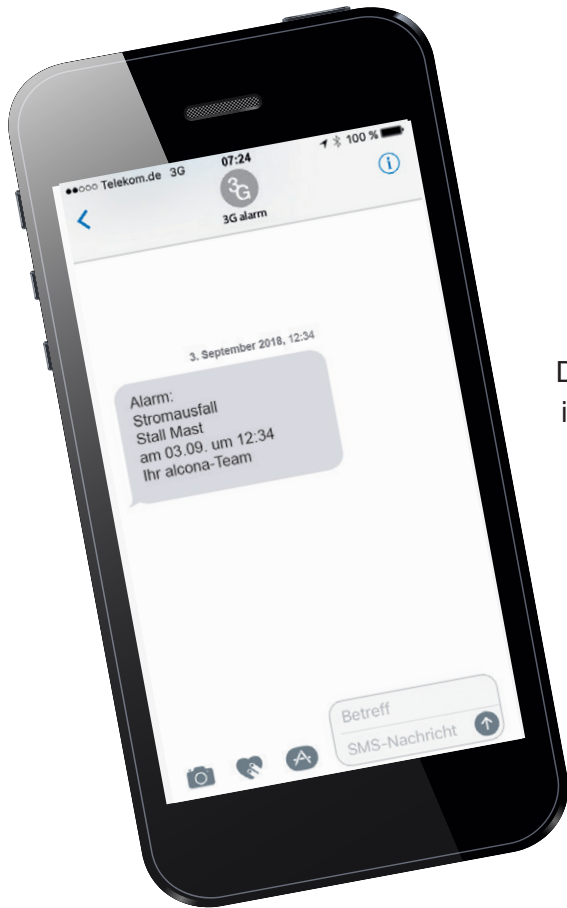 ●●○○○ Telekom.de 3G 07:24 100 %
3G
3G alarm
3. September 2018, 12:34
Alarm:
Stromausfall
Stall Mast
am 03.09. um 12:34
Ihr alcona-Team
Betreff
SMS-Nachricht